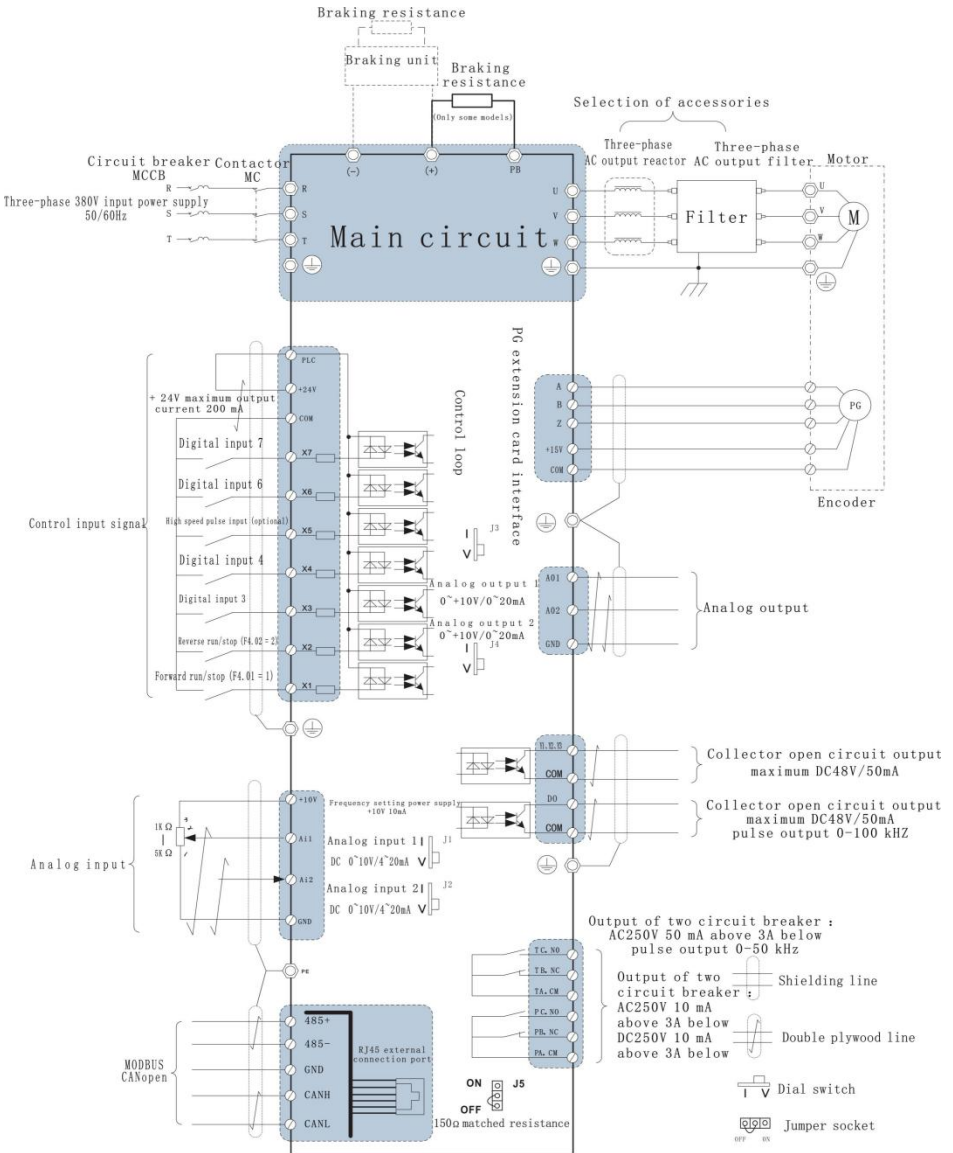 Braking resistance
Braking unit
Braking
resistance
(Only some models)
Selection of accessories
Three-phase
AC output reactor
Three-phase
AC output filter
Motor
Circuit breaker
MCCB
Contactor
MC
(-)
(+)
PB
R
R
Three-phase 380V input power supply
50/60Hz
S
S
T
T
Main circuit
U
V
W
Filter
U
V
W
M
PLC
+24V
+ 24V maximum output
current 200 mA
COM
Digital input 7
X7
Digital input 6
X6
Control input signal
High speed pulse input (optional)
X5
Digital input 4
X4
Digital input 3
X3
Reverse run/stop (F4.02 = 2)
X2
Forward run/stop (F4.01 = 1)
X1
Control loop
PG extension card interface
I
V
J3
Analog output 1
0~+10V/0~20mA
Analog output 2
0~+10V/0~20mA
I
V
J4
A
B
Z
+15V
COM
PG
Encoder
A01
A02
GND
Analog output
Y1.Y2.Y3
COM
DO
COM
Collector open circuit output
maximum DC48V/50mA
Collector open circuit output
maximum DC48V/50mA
pulse output 0-100 kHZ
Analog input
1KΩ
5KΩ
+10V
Ai1
Ai2
GND
Frequency setting power supply
+10V 10mA
Analog input 1
DC 0~10V/4~20mA
I
V
J1
Analog input 2
DC 0~10V/4~20mA
I
V
J2
PE
MODBUS
CANopen
485+
485-
GND
CANH
CANL
RJ45 external
connection port
TC.NO
TB.NC
TA.CM
PC.NO
PB.NC
PA.CM
Output of two circuit breaker :
AC250V 50 mA above 3A below
pulse output 0-50 kHz
Output of two
circuit breaker :
AC250V 10 mA
above 3A below
DC250V 10 mA
above 3A below
ON
OFF
J5
150Ω matched resistance
Shielding line
Double plywood line
I V
Dial switch
OFF ON
Jumper socket